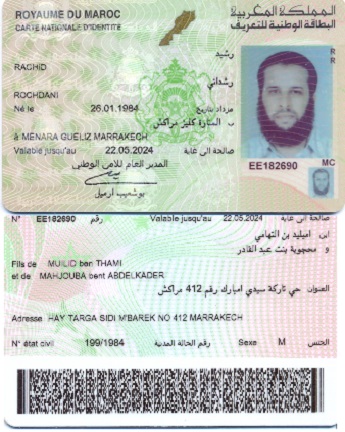 ROYAUME DU MAROC
المملكة المغربية
CARTE NATIONALE D'IDENTITE
البطاقة الوطنية للتعريف
رشيد
RACHID
رشداني
ROCHDANI
Né le 26.01.1984 مزداد بتاريخ
ب المنارة كليز مراكش
à MENARA GUELIZ MARRAKECH
Valable jusqu'au 22.05.2024 صالحة الى غاية
المدير العام للأمن الوطني
بوشعيب ارميل
EE182690
MC
N° EE182690 رقم
Valable jusqu'au 22.05.2024 صالحة الى غاية
ابن امبليد بن التهامي
و محجوبة بنت عبد القادر
Fils de MUILID ben THAMI
et de MAHJOUBA bent ABDELKADER
العنوان حي تاركة سيدي امبارك رقم 412 مراكش
Adresse HAY TARGA SIDI M'BAREK NO 412 MARRAKECH
N° état civil 199/1984 رقم الحالة المدنية
Sexe M الجنس